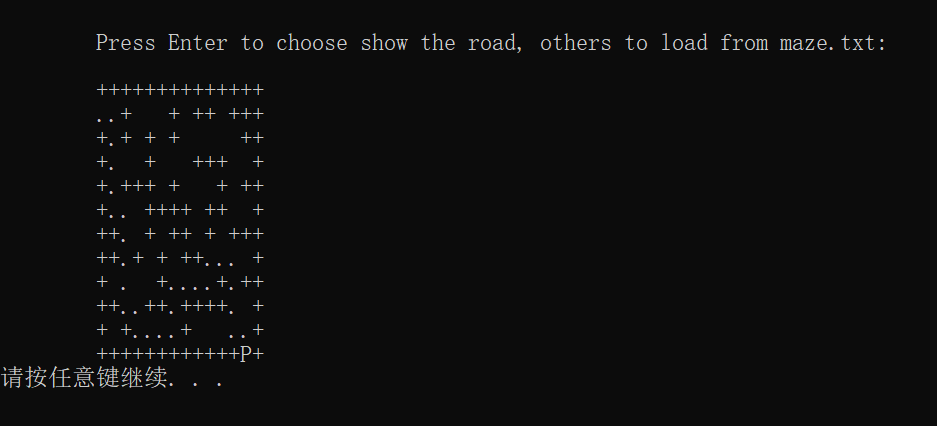 Press Enter to choose show the road, others to load from maze.txt:
++++++++++++++
..+   + ++ +++
+.+ + +     ++
+.  +   +++  +
+.+++ +   + ++
+.. ++++ ++  +
++. + ++ + +++
++.+ + ++... +
+ .  +....+.++
++..++.++++. +
+ +....+   ..+
++++++++++++P+
请按任意键继续. . .